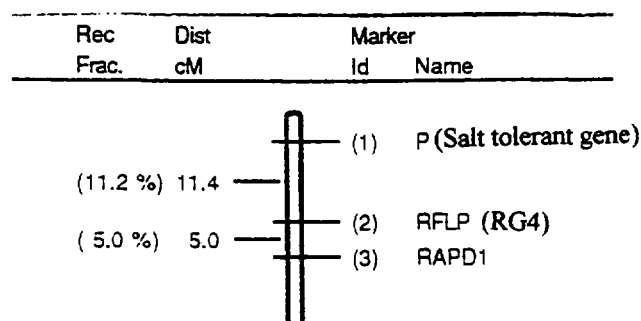 Rec Dist Marker
Frac. cM Id Name
(1) P (Salt tolerant gene)
(11.2 %) 11.4
(2) RFLP (RG4)
( 5.0 %) 5.0
(3) RAPD1